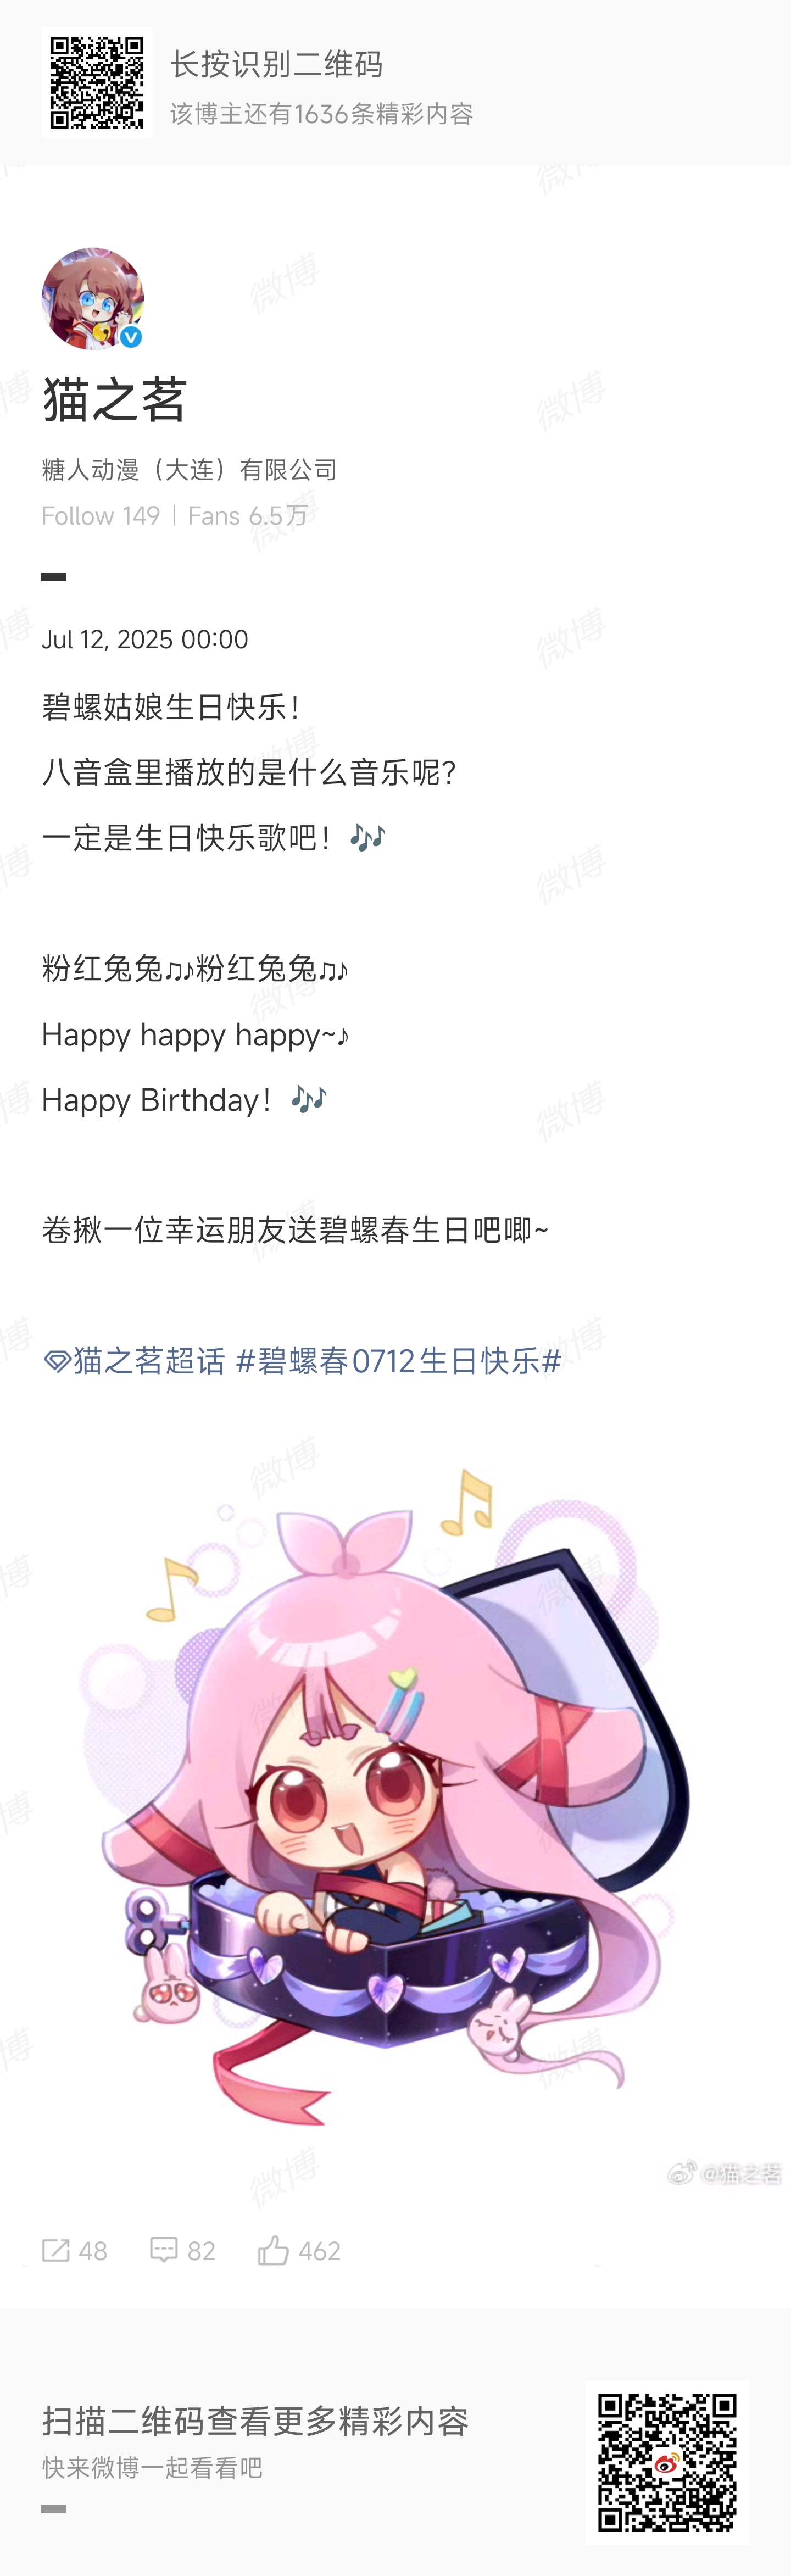 长按识别二维码
该博主还有1636条精彩内容
猫之茗
糖人动漫（大连）有限公司
Follow 149 | Fans 6.5万
Jul 12, 2025 00:00
碧螺姑娘生日快乐！
八音盒里播放的是什么音乐呢？
一定是生日快乐歌吧！🎶
粉红兔兔♫♪粉红兔兔♫♪
Happy happy happy~♪
Happy Birthday！🎶
卷揪一位幸运朋友送碧螺春生日吧唧~
猫之茗超话 #碧螺春0712生日快乐#
@猫之茗
48 82 462
扫描二维码查看更多精彩内容
快来微博一起看看吧
微博